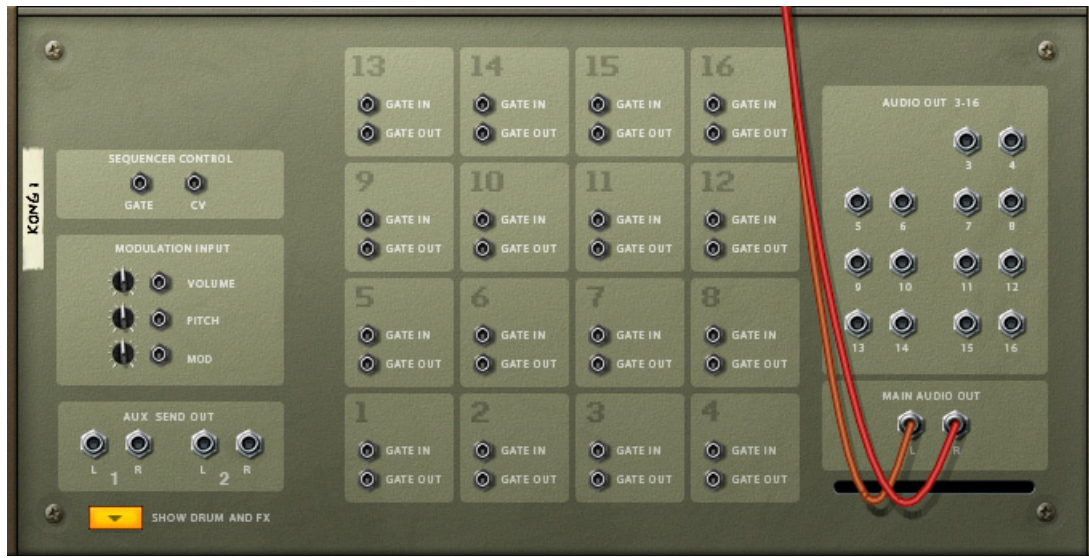 KONG 1
SEQUENCER CONTROL
GATE CV
MODULATION INPUT
VOLUME
PITCH
MOD
AUX SEND OUT
L R L R
1 2
SHOW DRUM AND FX
13 14 15 16
GATE IN GATE IN GATE IN GATE IN
GATE OUT GATE OUT GATE OUT GATE OUT
9 10 11 12
GATE IN GATE IN GATE IN GATE IN
GATE OUT GATE OUT GATE OUT GATE OUT
5 6 7 8
GATE IN GATE IN GATE IN GATE IN
GATE OUT GATE OUT GATE OUT GATE OUT
1 2 3 4
GATE IN GATE IN GATE IN GATE IN
GATE OUT GATE OUT GATE OUT GATE OUT
AUDIO OUT 3-16
3 4
5 6 7 8
9 10 11 12
13 14 15 16
MAIN AUDIO OUT
L R